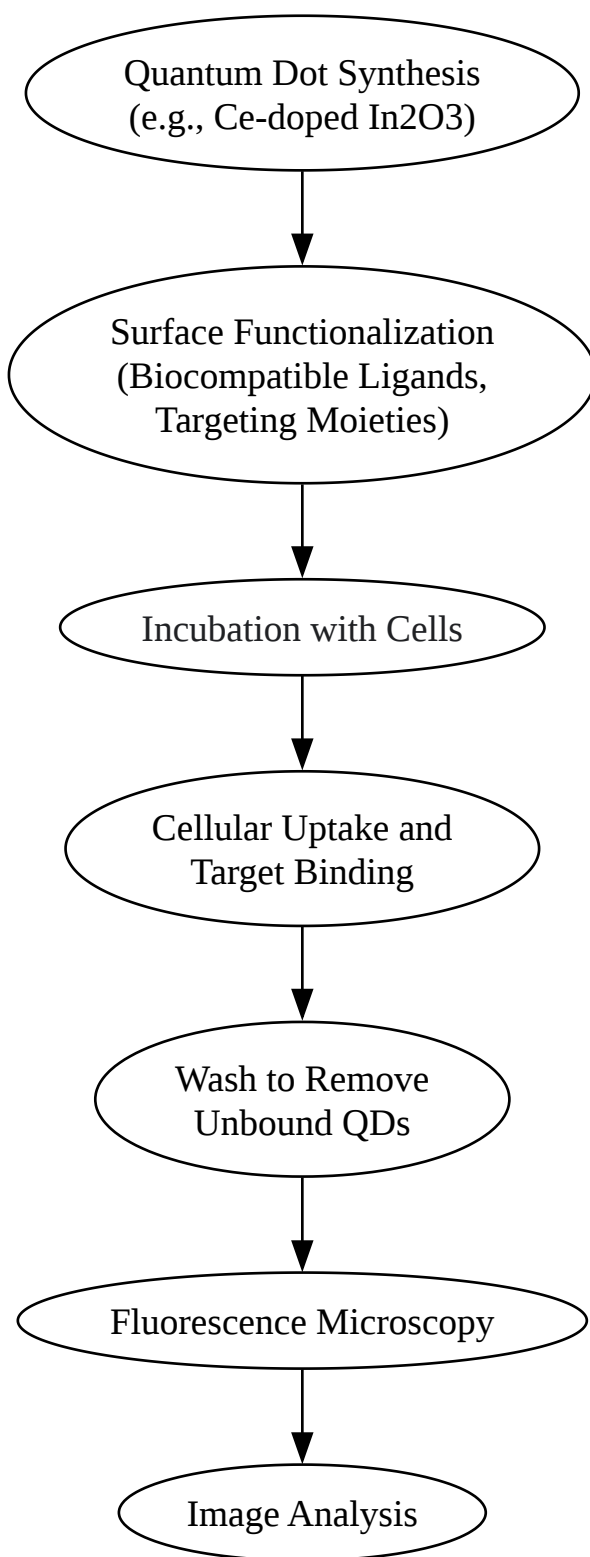 Quantum Dot Synthesis
(e.g., Ce-doped In2O3)
Surface Functionalization
(Biocompatible Ligands,
Targeting Moieties)
Incubation with Cells
Cellular Uptake and
Target Binding
Wash to Remove
Unbound QDs
Fluorescence Microscopy
Image Analysis